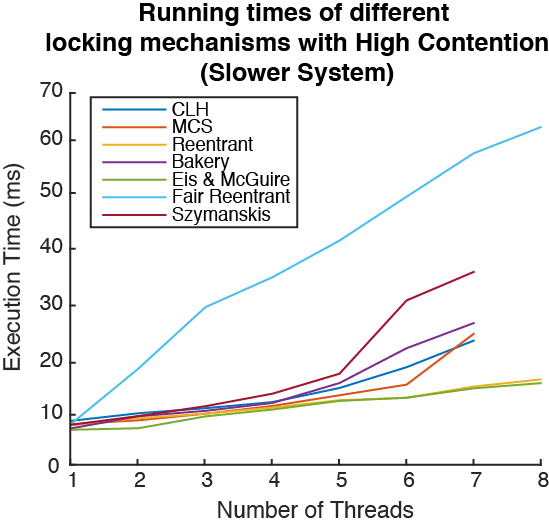 Running times of different
locking mechanisms with High Contention
(Slower System)
70
60
50
40
30
20
10
0
Execution Time (ms)
CLH
MCS
Reentrant
Bakery
Eis & McGuire
Fair Reentrant
Szymanskis
1 2 3 4 5 6 7 8
Number of Threads